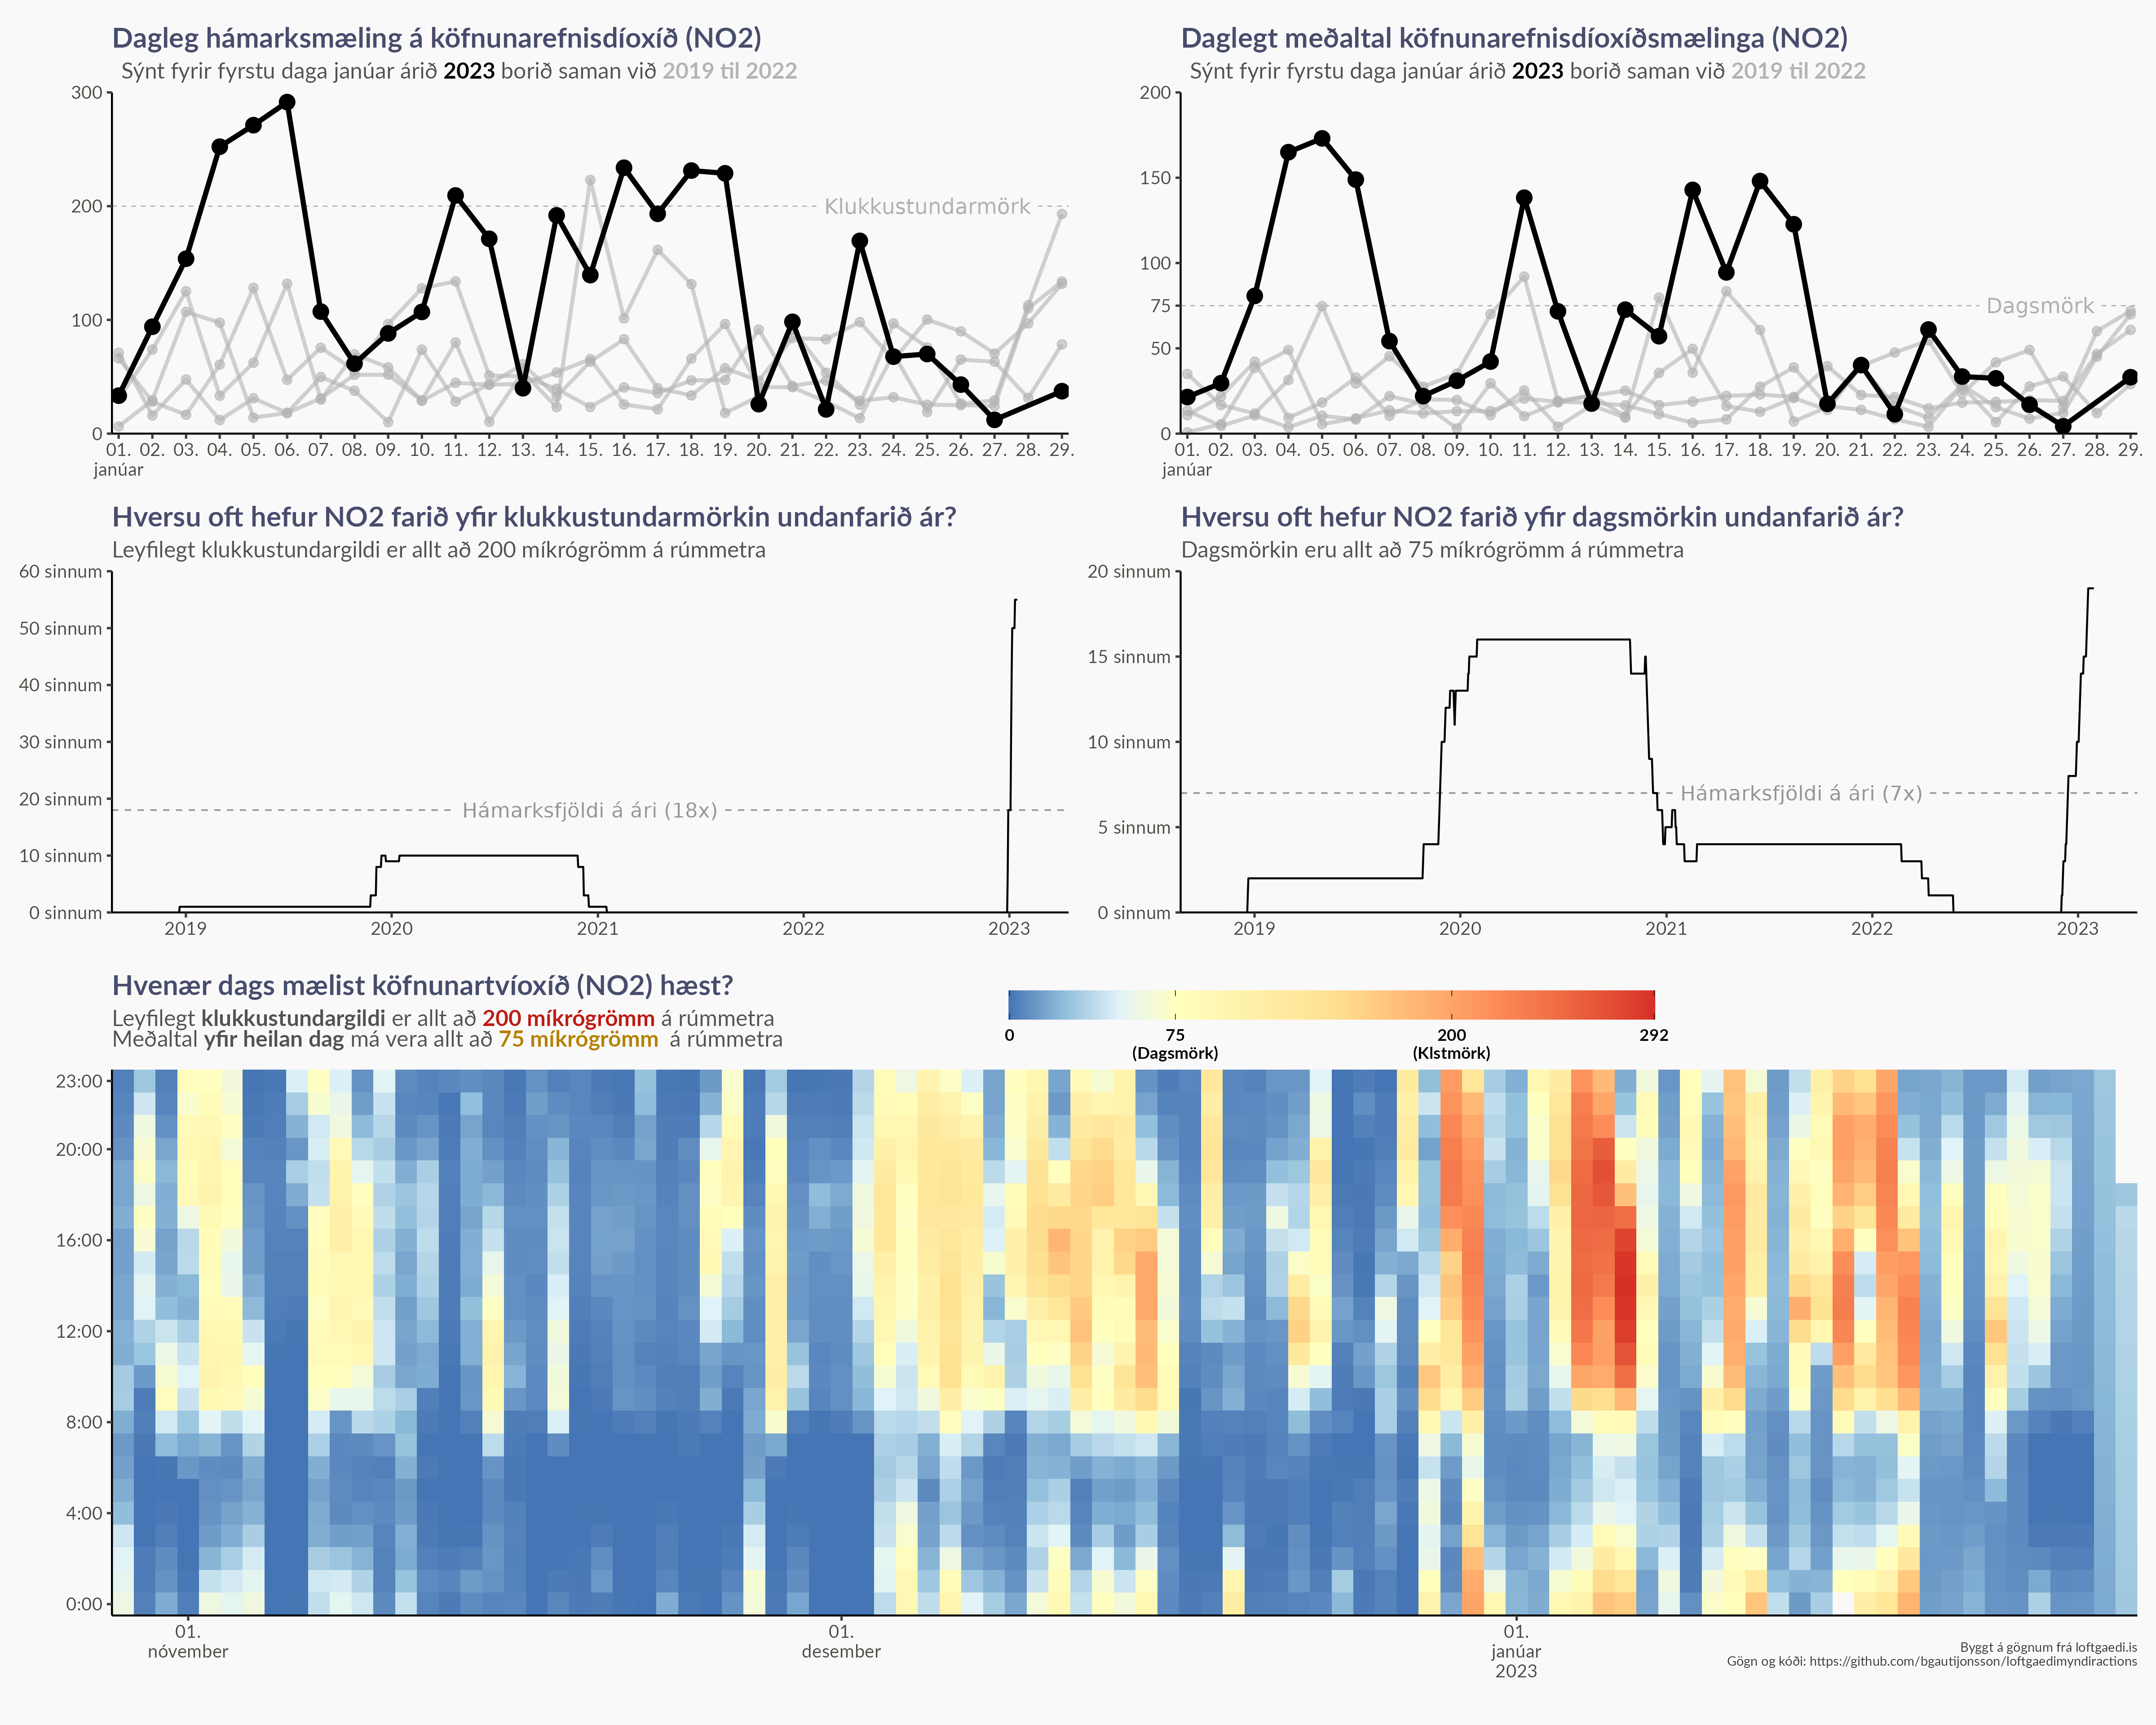 Dagleg hámarksmæling á köfnunarefnisdíoxíð (NO2)
Sýnt fyrir fyrstu daga janúar árið 2023 borið saman við 2019 til 2022
300
200
100
0
Klukkustundarmörk
01. 02. 03. 04. 05. 06. 07. 08. 09. 10. 11. 12. 13. 14. 15. 16. 17. 18. 19. 20. 21. 22. 23. 24. 25. 26. 27. 28. 29.
janúar
Daglegt meðaltal köfnunarefnisdíoxíðsmælinga (NO2)
Sýnt fyrir fyrstu daga janúar árið 2023 borið saman við 2019 til 2022
200
150
100
75
50
0
Dagsmörk
01. 02. 03. 04. 05. 06. 07. 08. 09. 10. 11. 12. 13. 14. 15. 16. 17. 18. 19. 20. 21. 22. 23. 24. 25. 26. 27. 28. 29.
janúar
Hversu oft hefur NO2 farið yfir klukkustundarmörkin undanfarið ár?
Leyfilegt klukkustundargildi er allt að 200 míkrógrömm á rúmmetra
60 sinnum
50 sinnum
40 sinnum
30 sinnum
20 sinnum
10 sinnum
0 sinnum
Hámarksfjöldi á ári (18x)
2019 2020 2021 2022 2023
Hversu oft hefur NO2 farið yfir dagsmörkin undanfarið ár?
Dagsmörkin eru allt að 75 míkrógrömm á rúmmetra
20 sinnum
15 sinnum
10 sinnum
5 sinnum
0 sinnum
Hámarksfjöldi á ári (7x)
2019 2020 2021 2022 2023
Hvenær dags mælist köfnunartvíoxíð (NO2) hæst?
Leyfilegt klukkustundargildi er allt að 200 míkrógrömm á rúmmetra
Meðaltal yfir heilan dag má vera allt að 75 míkrógrömm á rúmmetra
0 75 200 292
(Dagsmörk) (Klstmörk)
23:00
20:00
16:00
12:00
8:00
4:00
0:00
01. 01. 01.
nóvember desember janúar
2023
Byggt á gögnum frá loftgaedi.is
Gögn og kóði: https://github.com/bgautijonsson/loftgaedimyndiractions